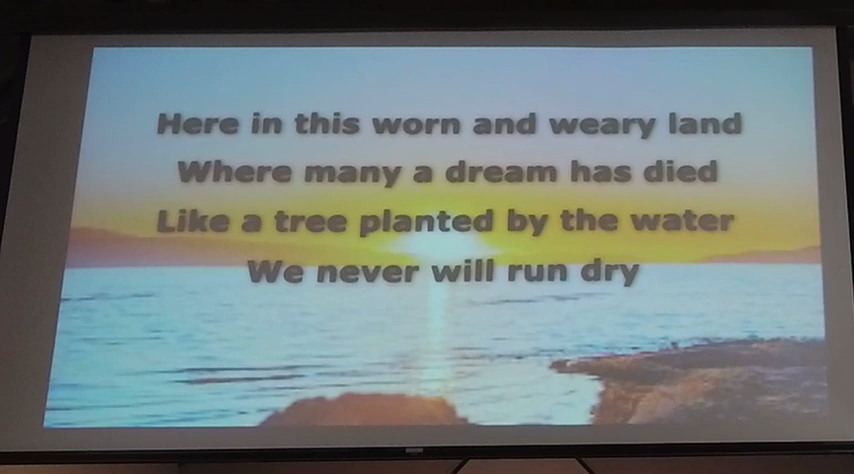 Here in this worn and weary land
Where many a dream has died
Like a tree planted by the water
We never will run dry